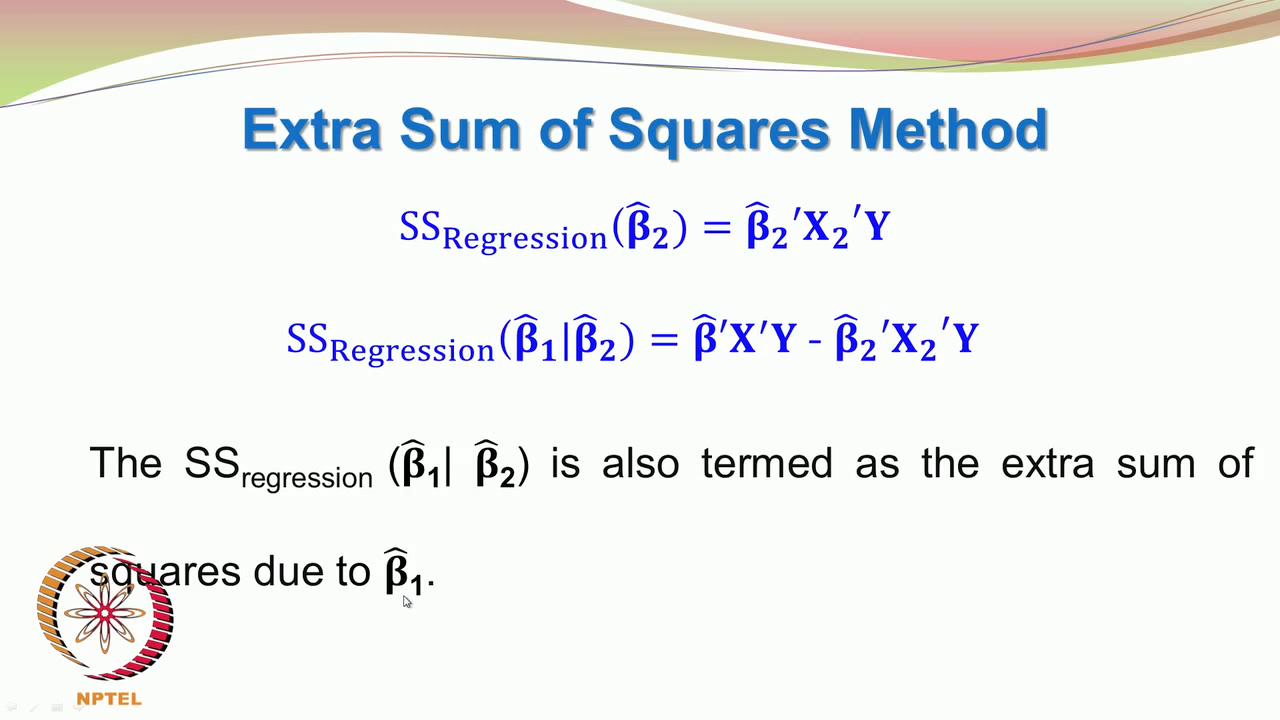 Extra Sum of Squares Method
SS_Regression(β̂₂) = β̂₂′X₂′Y
SS_Regression(β̂₁|β̂₂) = β̂′X′Y - β̂₂′X₂′Y
The SS_regression (β̂₁| β̂₂) is also termed as the extra sum of
squares due to β̂₁.
NPTEL